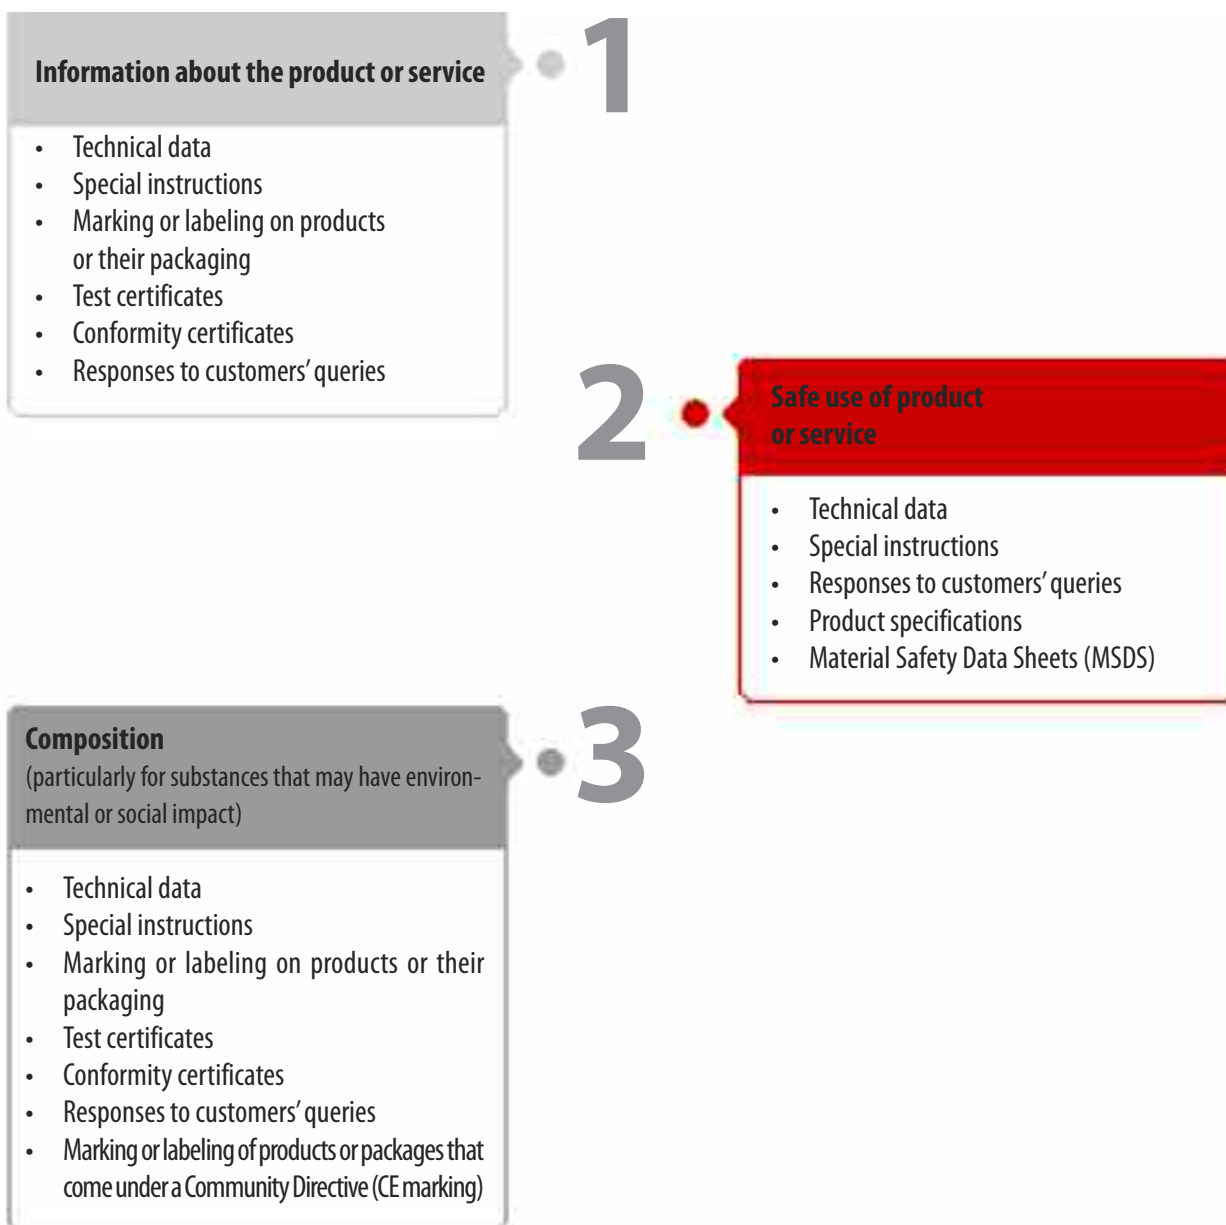 1
Information about the product or service
• Technical data
• Special instructions
• Marking or labeling on products
or their packaging
• Test certificates
• Conformity certificates
• Responses to customers’ queries
2
Safe use of product
or service
• Technical data
• Special instructions
• Responses to customers’ queries
• Product specifications
• Material Safety Data Sheets (MSDS)
3
Composition
(particularly for substances that may have environ-
mental or social impact)
• Technical data
• Special instructions
• Marking or labeling on products or their
packaging
• Test certificates
• Conformity certificates
• Responses to customers’ queries
• Marking or labeling of products or packages that
come under a Community Directive (CE marking)